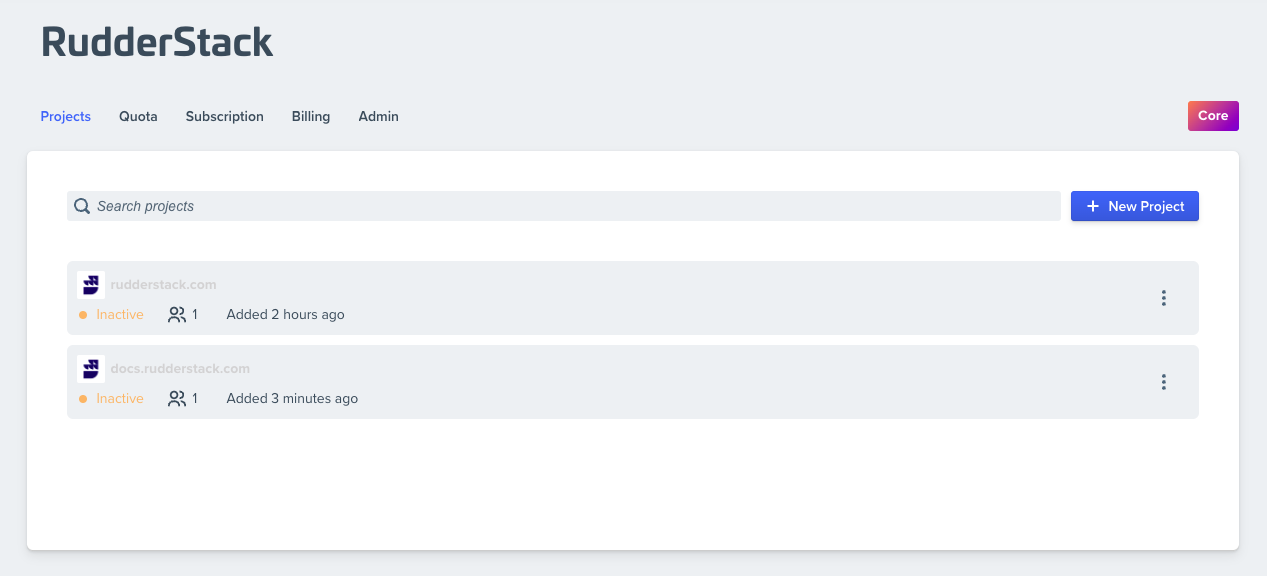 RudderStack
Projects Quota Subscription Billing Admin Core
Search projects New Project
rudderstack.com
Inactive 1 Added 2 hours ago
docs.rudderstack.com
Inactive 1 Added 3 minutes ago